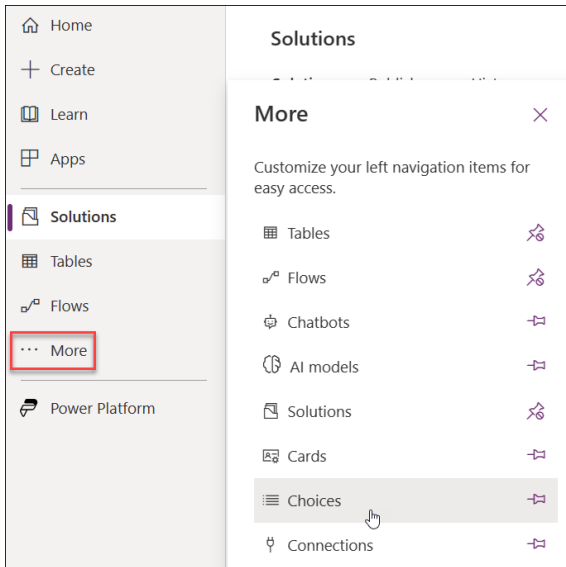 Home
Create
Learn
Apps
Solutions
Tables
Flows
More
Power Platform
Solutions
More
Customize your left navigation items for
easy access.
Tables
Flows
Chatbots
AI models
Solutions
Cards
Choices
Connections